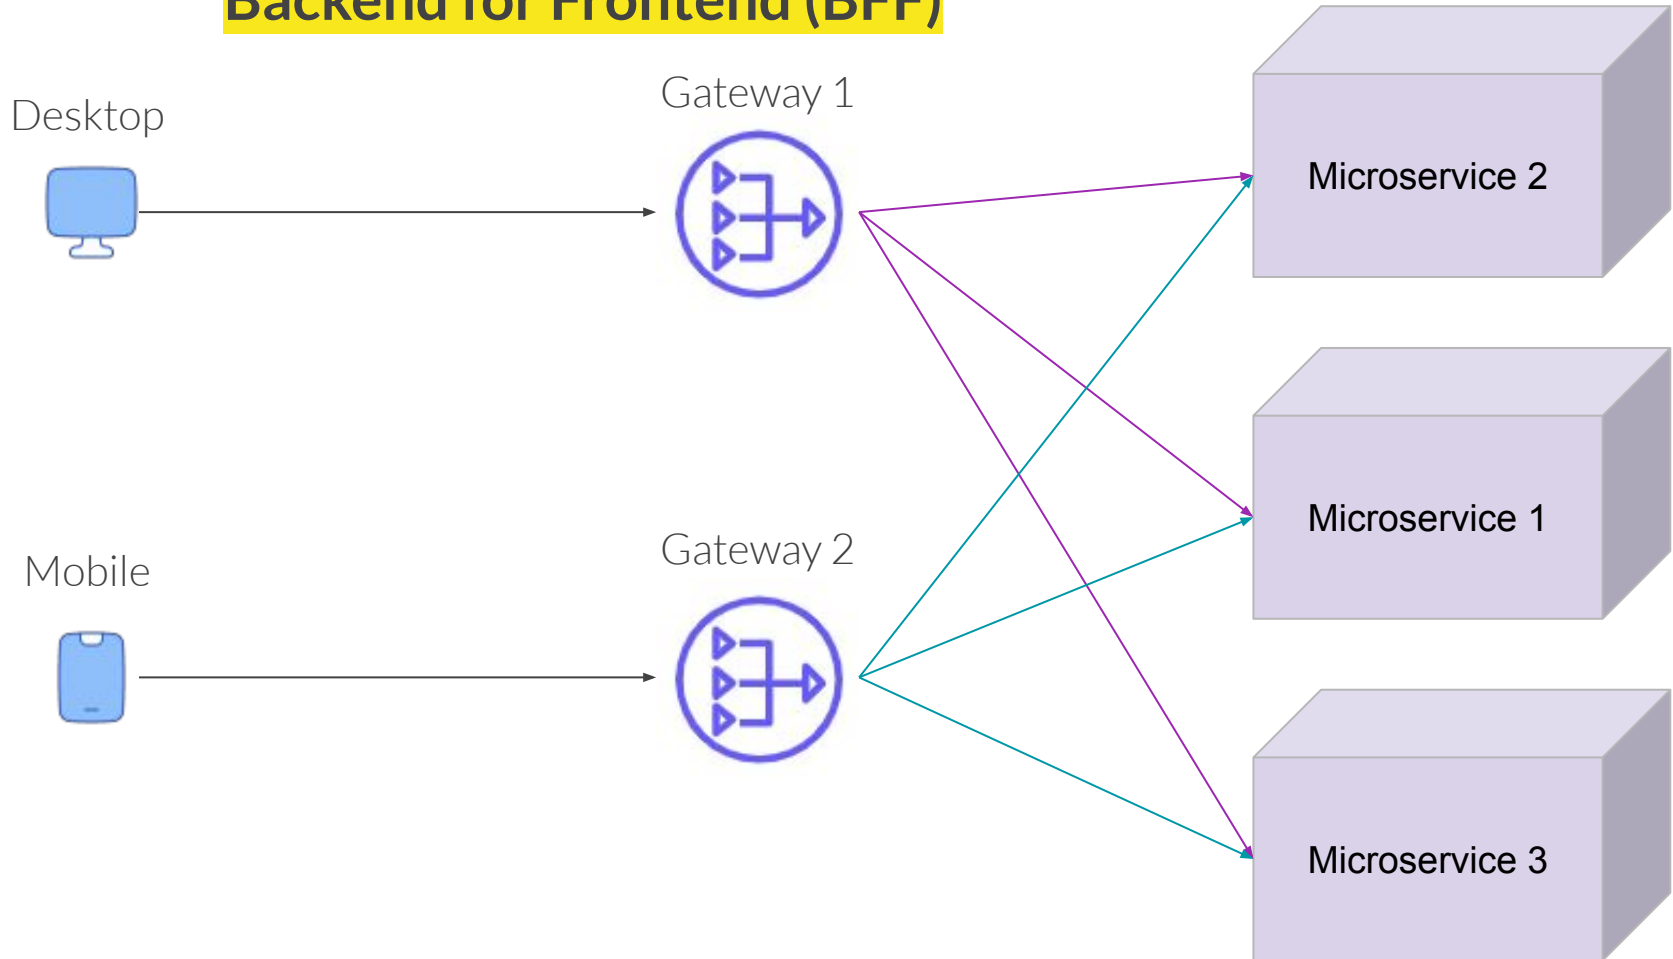 Backend for Frontend (BFF)
Desktop
Gateway 1
Microservice 2
Microservice 1
Mobile
Gateway 2
Microservice 3